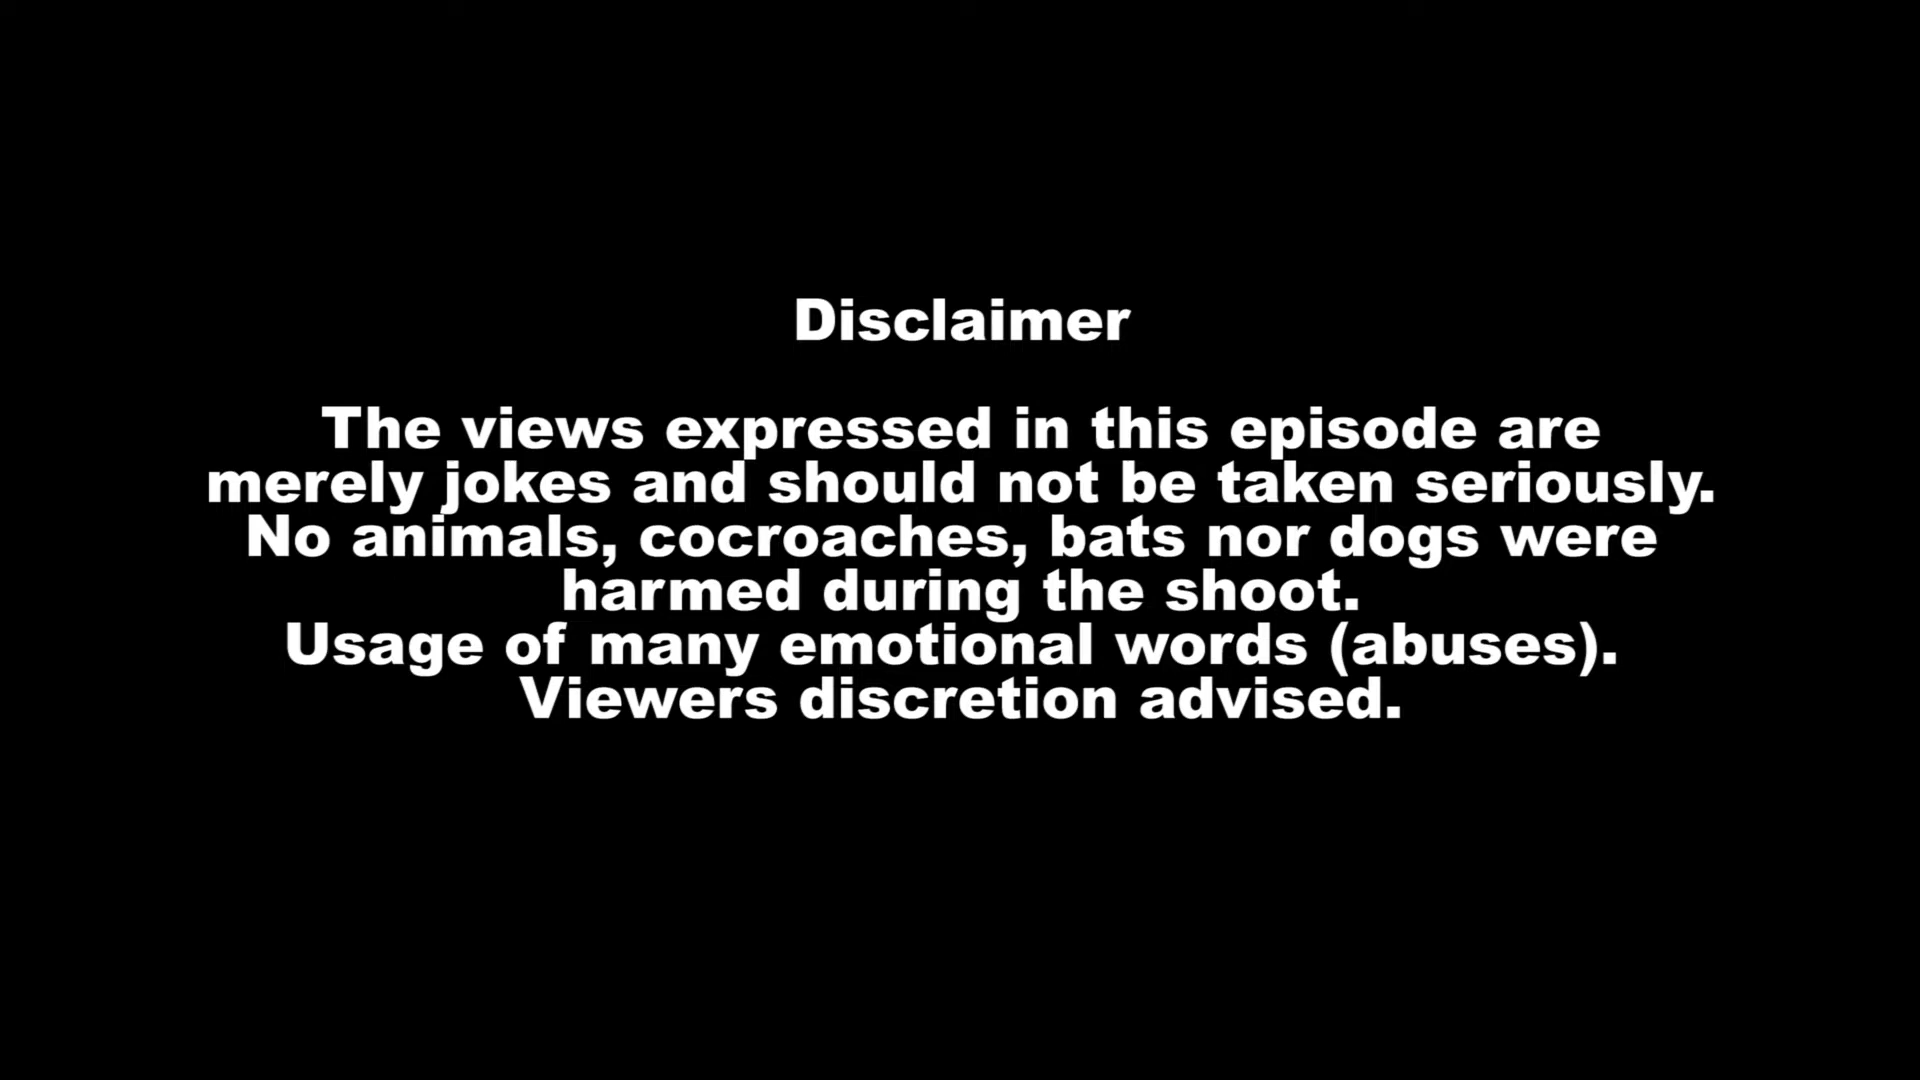 Disclaimer
The views expressed in this episode are
merely jokes and should not be taken seriously.
No animals, cocroaches, bats nor dogs were
harmed during the shoot.
Usage of many emotional words (abuses).
Viewers discretion advised.